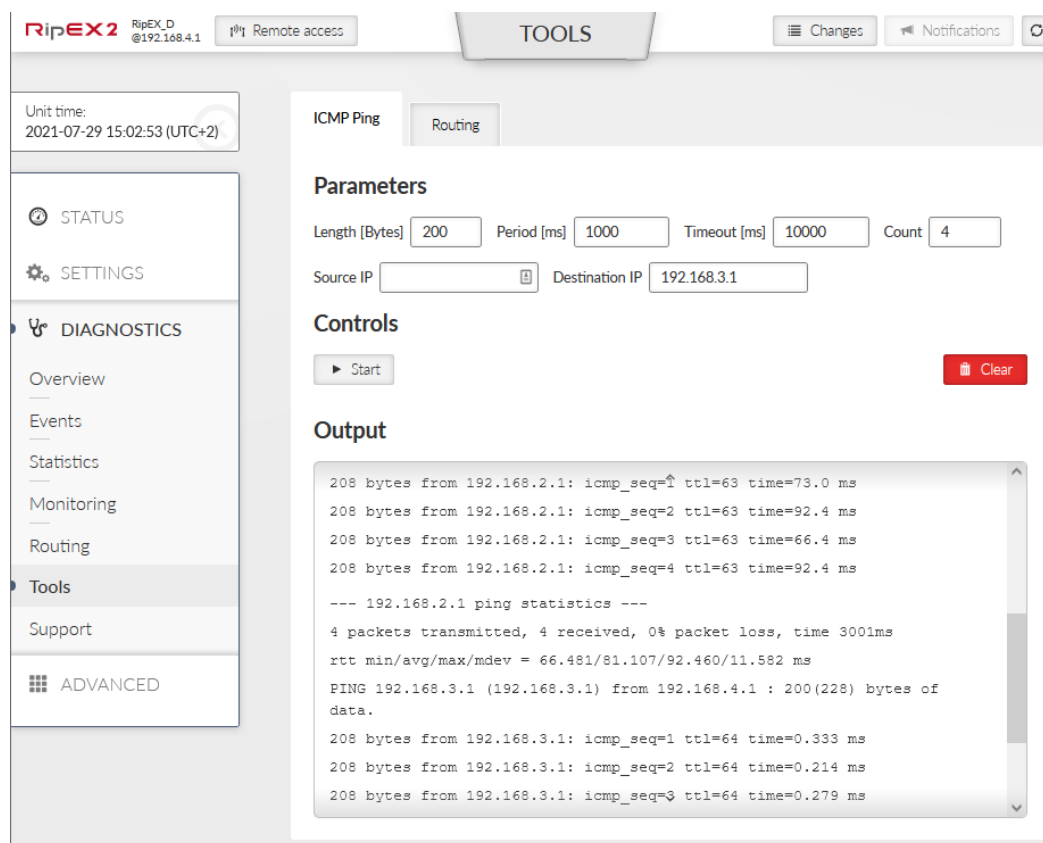 RipEX2
RipEX_D
@192.168.4.1
Remote access
TOOLS
Changes
Notifications
Unit time:
2021-07-29 15:02:53 (UTC+2)
STATUS
SETTINGS
DIAGNOSTICS
Overview
Events
Statistics
Monitoring
Routing
Tools
Support
ADVANCED
ICMP Ping
Routing
Parameters
Length [Bytes] 200 Period [ms] 1000 Timeout [ms] 10000 Count 4
Source IP Destination IP 192.168.3.1
Controls
Start
Clear
Output
208 bytes from 192.168.2.1: icmp_seq=1 ttl=63 time=73.0 ms
208 bytes from 192.168.2.1: icmp_seq=2 ttl=63 time=92.4 ms
208 bytes from 192.168.2.1: icmp_seq=3 ttl=63 time=66.4 ms
208 bytes from 192.168.2.1: icmp_seq=4 ttl=63 time=92.4 ms
--- 192.168.2.1 ping statistics ---
4 packets transmitted, 4 received, 0% packet loss, time 3001ms
rtt min/avg/max/mdev = 66.481/81.107/92.460/11.582 ms
PING 192.168.3.1 (192.168.3.1) from 192.168.4.1 : 200(228) bytes of
data.
208 bytes from 192.168.3.1: icmp_seq=1 ttl=64 time=0.333 ms
208 bytes from 192.168.3.1: icmp_seq=2 ttl=64 time=0.214 ms
208 bytes from 192.168.3.1: icmp_seq=3 ttl=64 time=0.279 ms